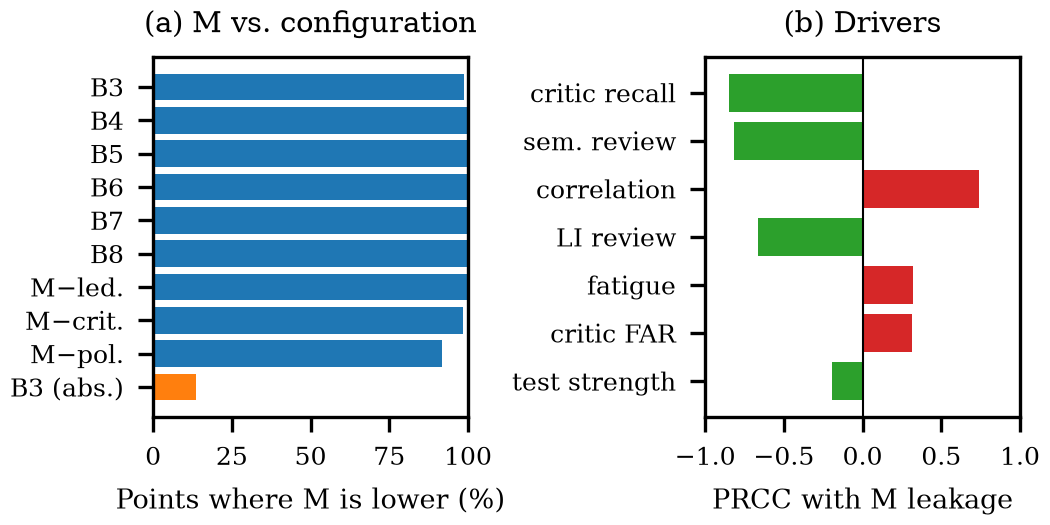 (a) M vs. configuration
B3
B4
B5
B6
B7
B8
M−led.
M−crit.
M−pol.
B3 (abs.)
0 25 50 75 100
Points where M is lower (%)
(b) Drivers
critic recall
sem. review
correlation
LI review
fatigue
critic FAR
test strength
−1.0 −0.5 0.0 0.5 1.0
PRCC with M leakage